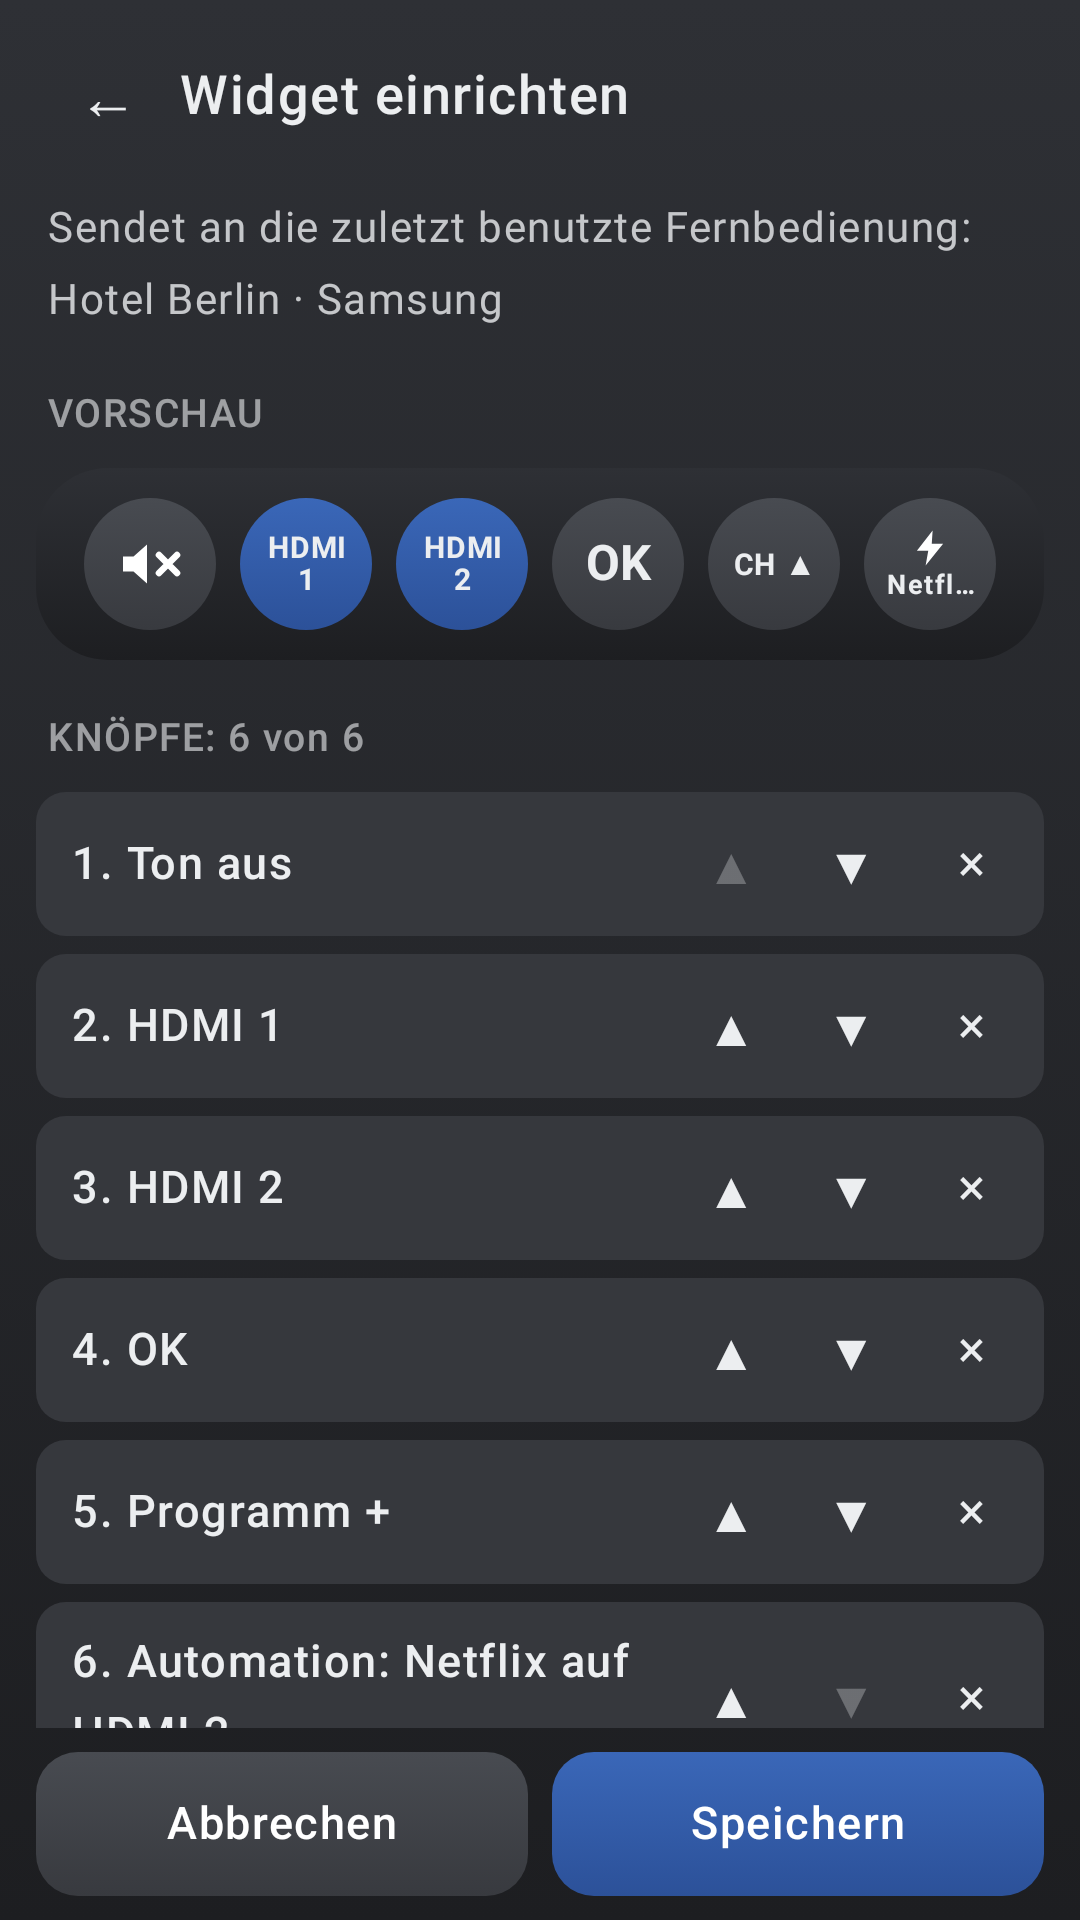 ← Widget einrichten
Sendet an die zuletzt benutzte Fernbedienung:
Hotel Berlin · Samsung
VORSCHAU
HDMI 1
HDMI 2
OK
CH ▲
Netfl…
KNÖPFE: 6 von 6
1. Ton aus ▲ ▼ ×
2. HDMI 1 ▲ ▼ ×
3. HDMI 2 ▲ ▼ ×
4. OK ▲ ▼ ×
5. Programm + ▲ ▼ ×
6. Automation: Netflix auf ▲ ▼ ×
HDMI 2
Abbrechen
Speichern